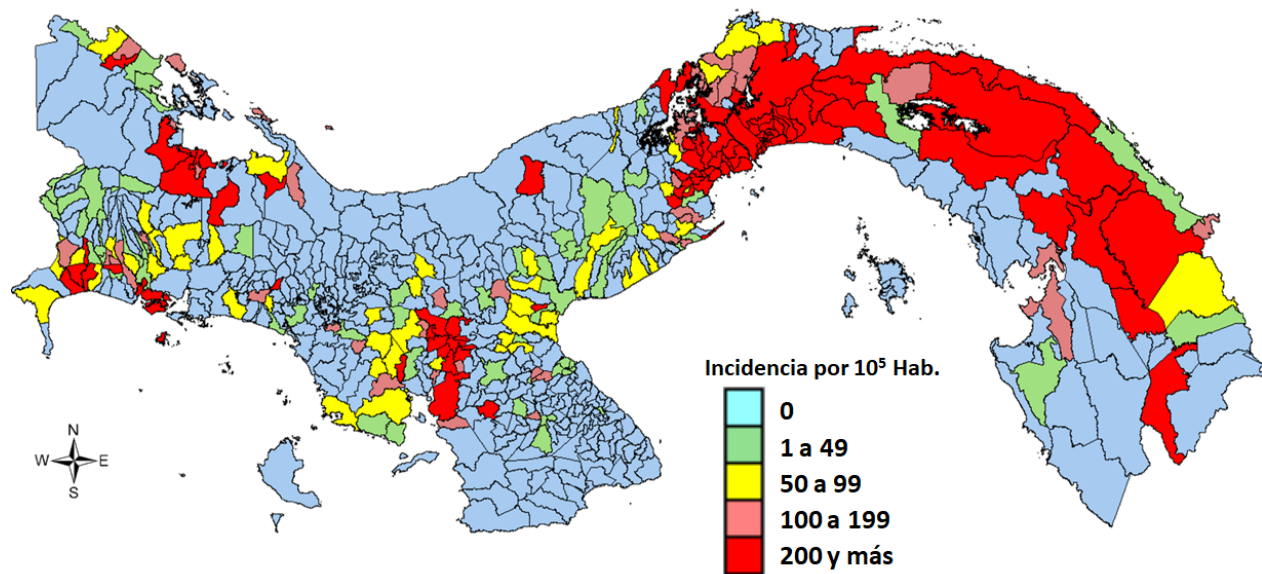 Incidencia por 10⁵ Hab.
0
1 a 49
50 a 99
100 a 199
200 y más
N
W E
S